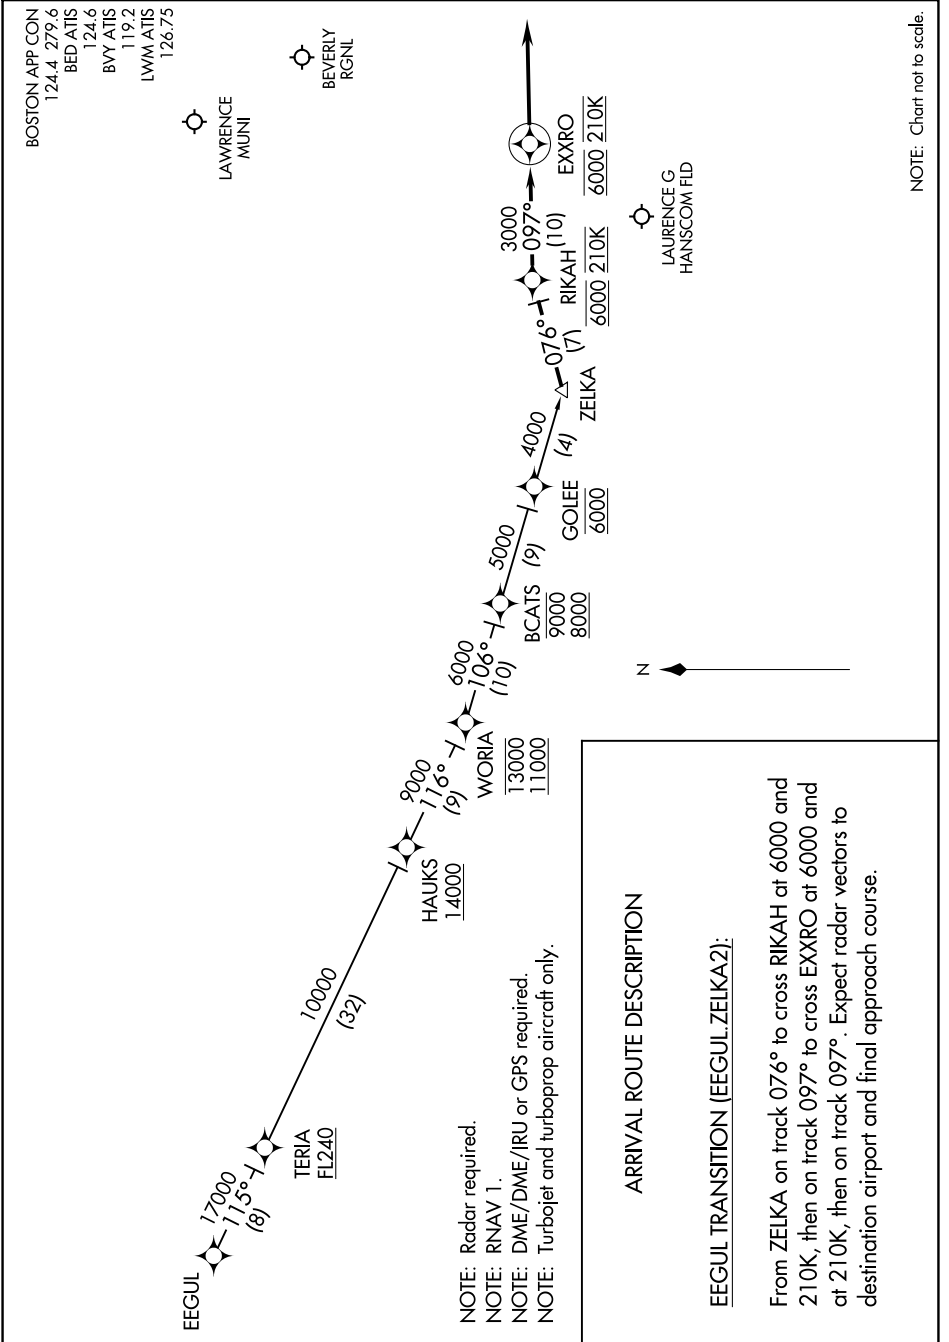 BOSTON APP CON
124.4 279.6
BED ATIS
124.6
BVY ATIS
119.2
LWM ATIS
126.75
LAWRENCE
MUNI
BEVERLY
RGNL
EEGUL
17000
115°
(8)
TERIA
FL240
10000
(32)
HAUKS
14000
9000
116°
(9)
WORIA
13000
11000
6000
106°
(10)
BCATS
9000
8000
5000
(9)
GOLEE
6000
4000
(4)
ZELKA
076°
(7)
RIKAH
6000 210K
3000
097°
(10)
EXXRO
6000 210K
LAURENCE G
HANSCOM FLD
N
NOTE: Radar required.
NOTE: RNAV 1.
NOTE: DME/DME/IRU or GPS required.
NOTE: Turbojet and turboprop aircraft only.
ARRIVAL ROUTE DESCRIPTION
EEGUL TRANSITION (EEGUL.ZELKA2):
From ZELKA on track 076° to cross RIKAH at 6000 and
210K, then on track 097° to cross EXXRO at 6000 and
at 210K, then on track 097°. Expect radar vectors to
destination airport and final approach course.
NOTE: Chart not to scale.